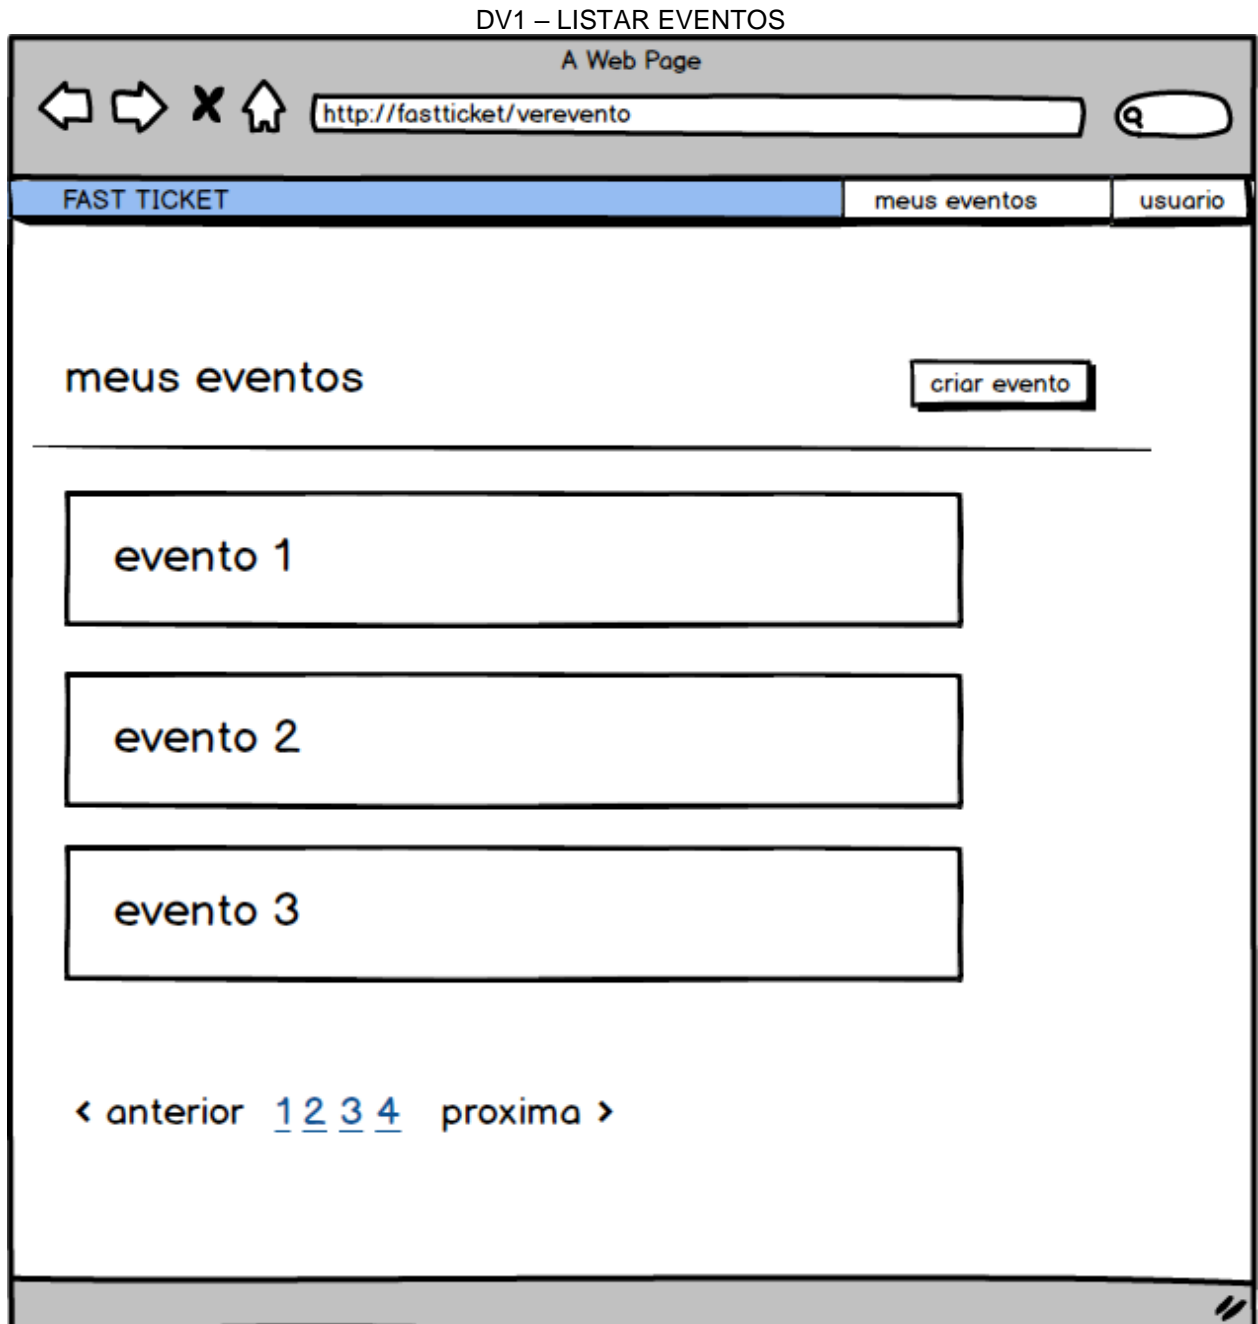 DV1 – LISTAR EVENTOS
A Web Page
http://fastticket/verevento
FAST TICKET meus eventos usuario
meus eventos criar evento
evento 1
evento 2
evento 3
< anterior 1 2 3 4 proxima >